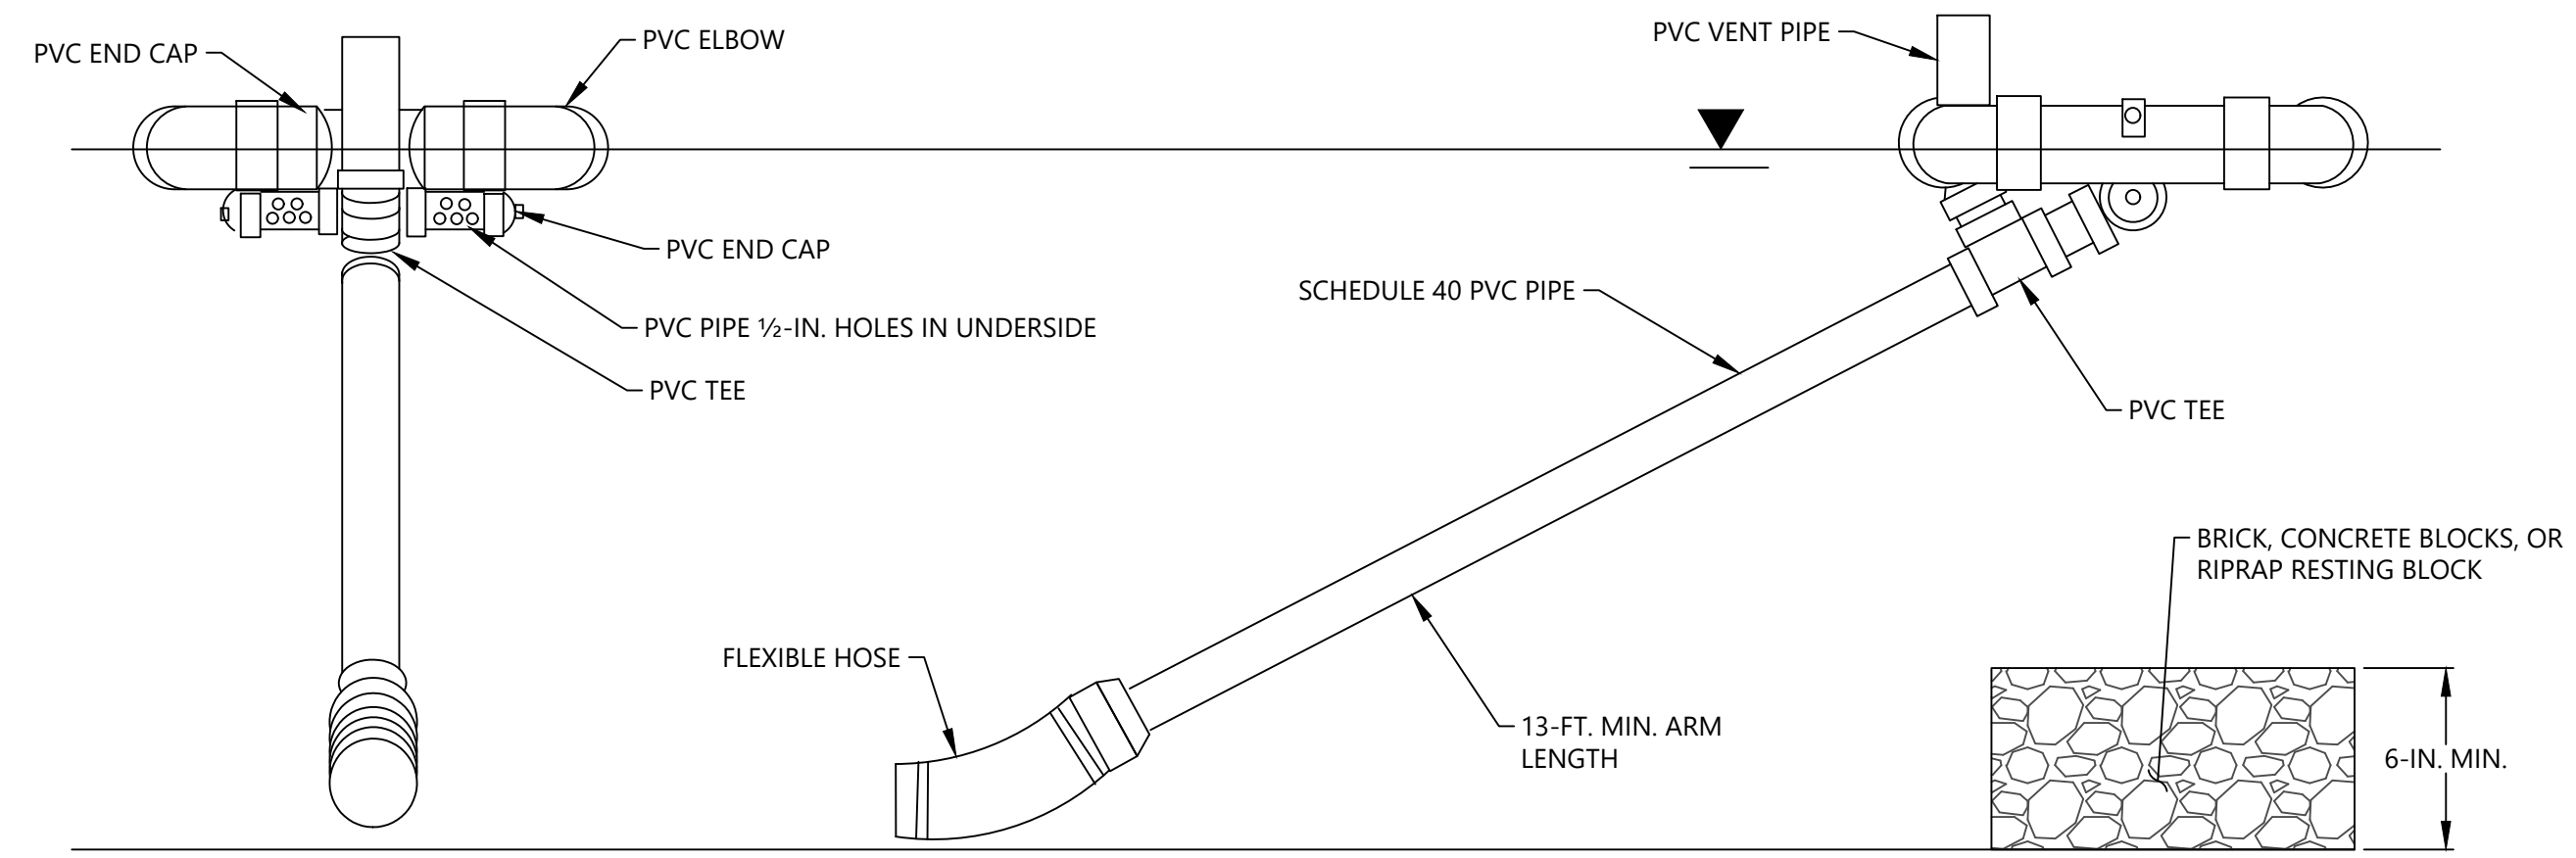 PVC END CAP
PVC ELBOW
PVC VENT PIPE
PVC END CAP
SCHEDULE 40 PVC PIPE
PVC PIPE ½-IN. HOLES IN UNDERSIDE
PVC TEE
PVC TEE
BRICK, CONCRETE BLOCKS, OR
RIPRAP RESTING BLOCK
FLEXIBLE HOSE
13-FT. MIN. ARM
LENGTH
6-IN. MIN.